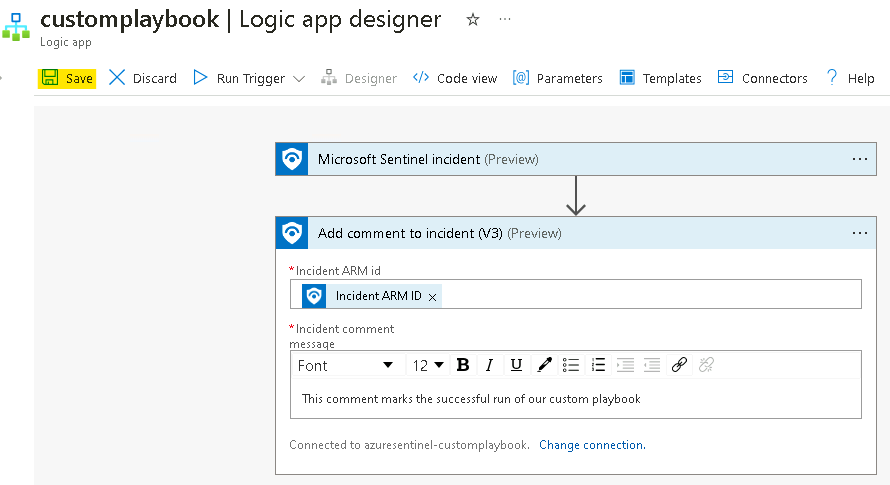 customplaybook | Logic app designer
Logic app
Save Discard Run Trigger Designer Code view Parameters Templates Connectors Help
Microsoft Sentinel incident (Preview)
Add comment to incident (V3) (Preview)
*Incident ARM id
Incident ARM ID ×
*Incident comment
message
Font 12 B I U
This comment marks the successful run of our custom playbook
Connected to azuresentinel-customplaybook. Change connection.